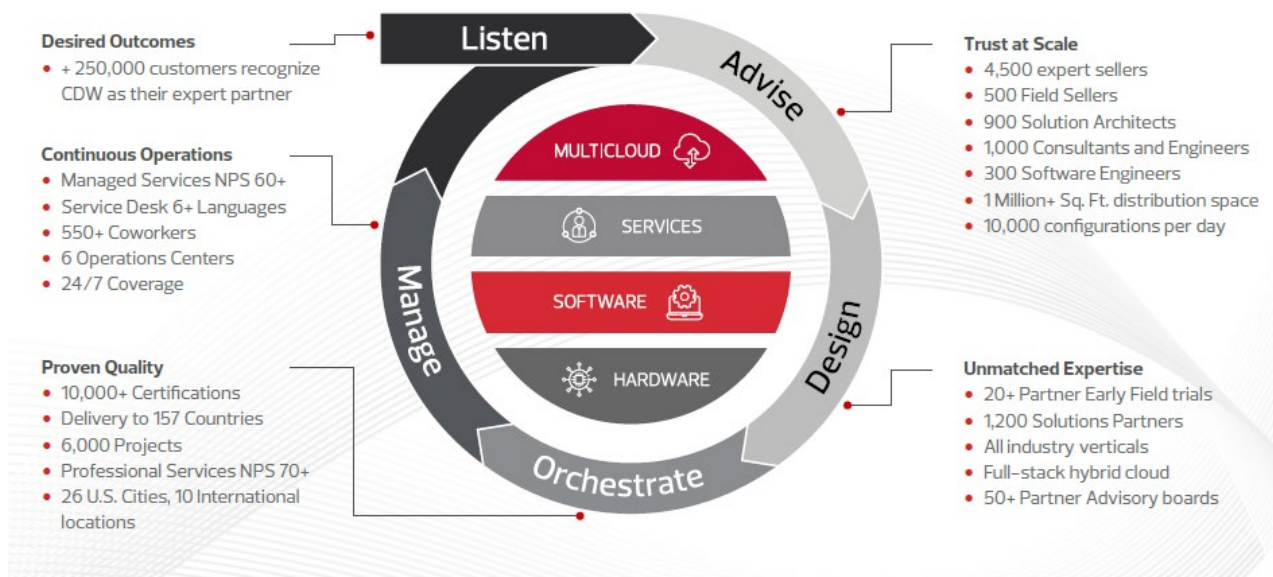 Desired Outcomes
+ 250,000 customers recognize
CDW as their expert partner
Continuous Operations
Managed Services NPS 60+
Service Desk 6+ Languages
550+ Coworkers
6 Operations Centers
24/7 Coverage
Proven Quality
10,000+ Certifications
Delivery to 157 Countries
6,000 Projects
Professional Services NPS 70+
26 U.S. Cities, 10 International
locations
Listen
Advise
Design
Orchestrate
Manage
MULTICLOUD
SERVICES
SOFTWARE
HARDWARE
Trust at Scale
4,500 expert sellers
500 Field Sellers
900 Solution Architects
1,000 Consultants and Engineers
300 Software Engineers
1 Million+ Sq. Ft. distribution space
10,000 configurations per day
Unmatched Expertise
20+ Partner Early Field trials
1,200 Solutions Partners
All industry verticals
Full-stack hybrid cloud
50+ Partner Advisory boards